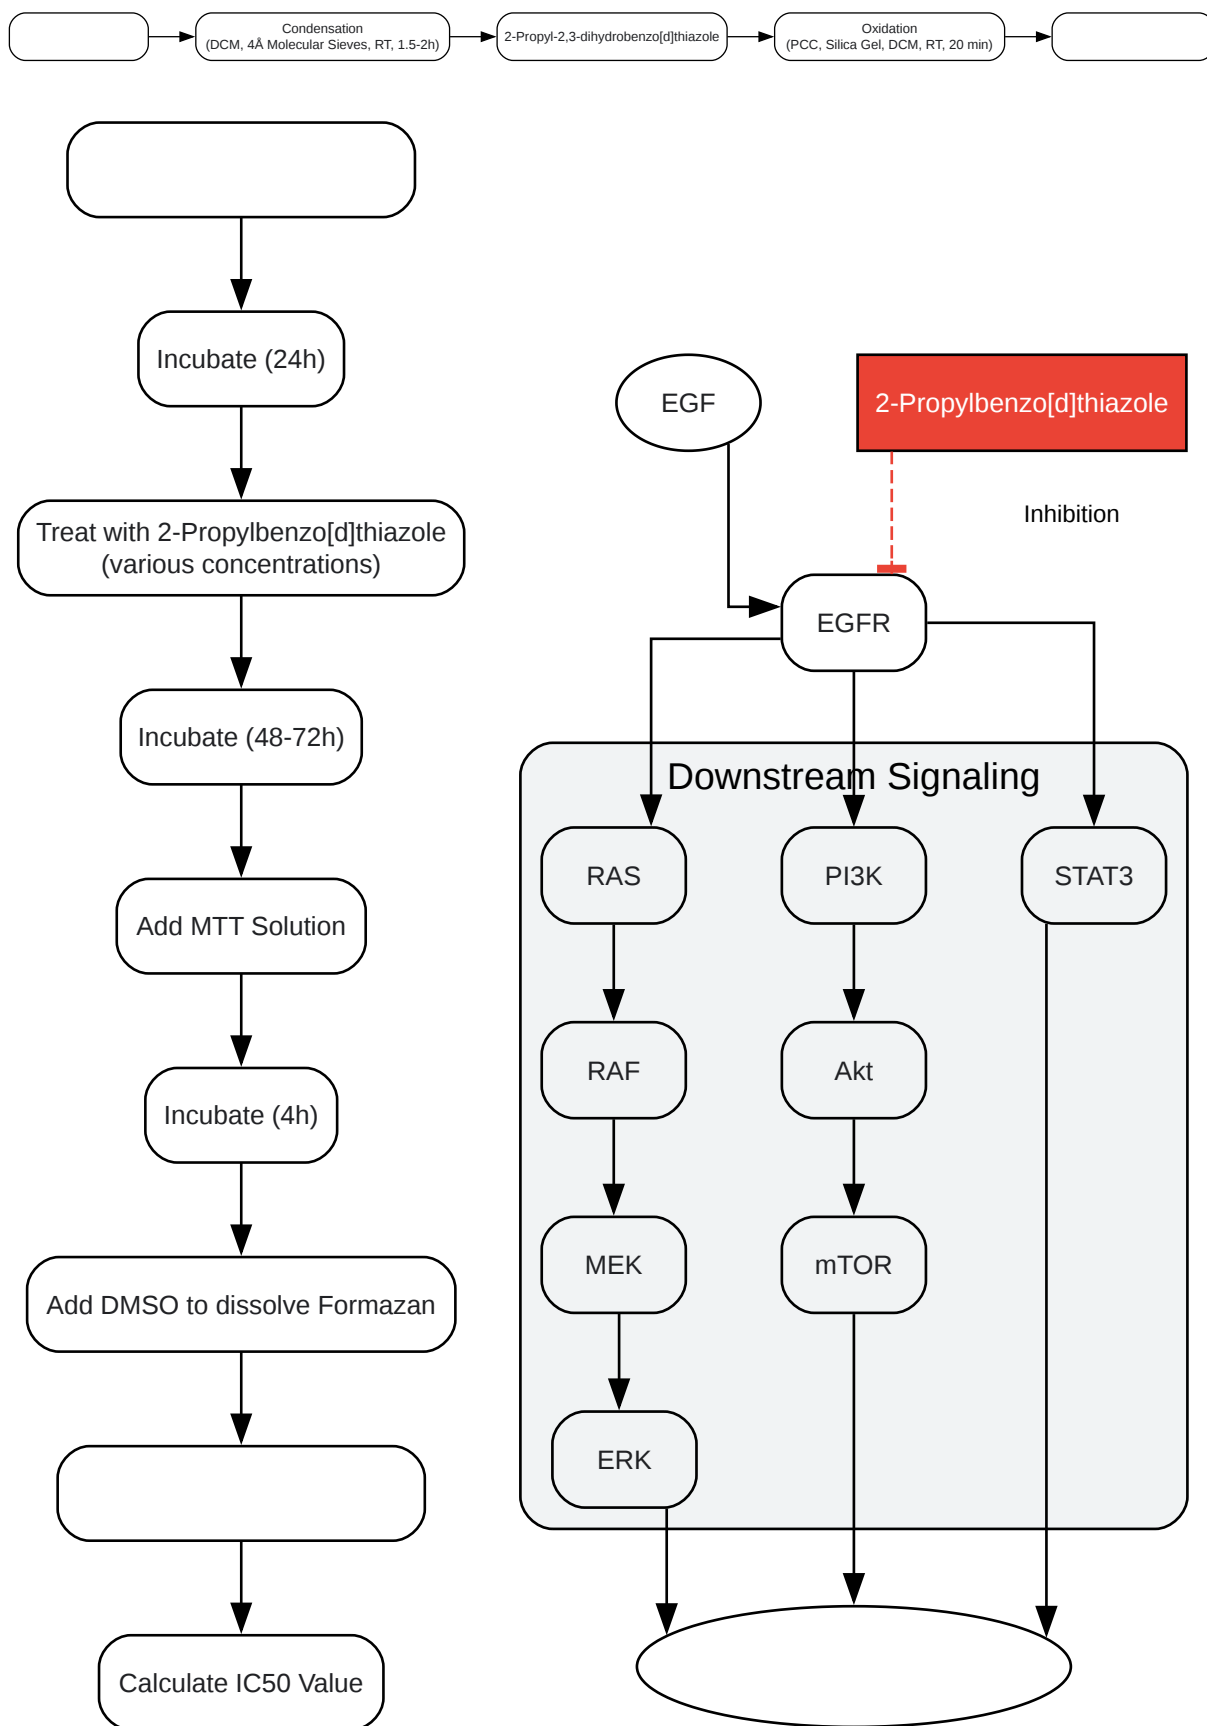 Condensation
(DCM, 4Å Molecular Sieves, RT, 1.5-2h)
2-Propyl-2,3-dihydrobenzo[d]thiazole
Oxidation
(PCC, Silica Gel, DCM, RT, 20 min)
Incubate (24h)
Treat with 2-Propylbenzo[d]thiazole
(various concentrations)
Incubate (48-72h)
Add MTT Solution
Incubate (4h)
Add DMSO to dissolve Formazan
Calculate IC50 Value
EGF
2-Propylbenzo[d]thiazole
Inhibition
EGFR
Downstream Signaling
RAS
PI3K
STAT3
RAF
Akt
MEK
mTOR
ERK